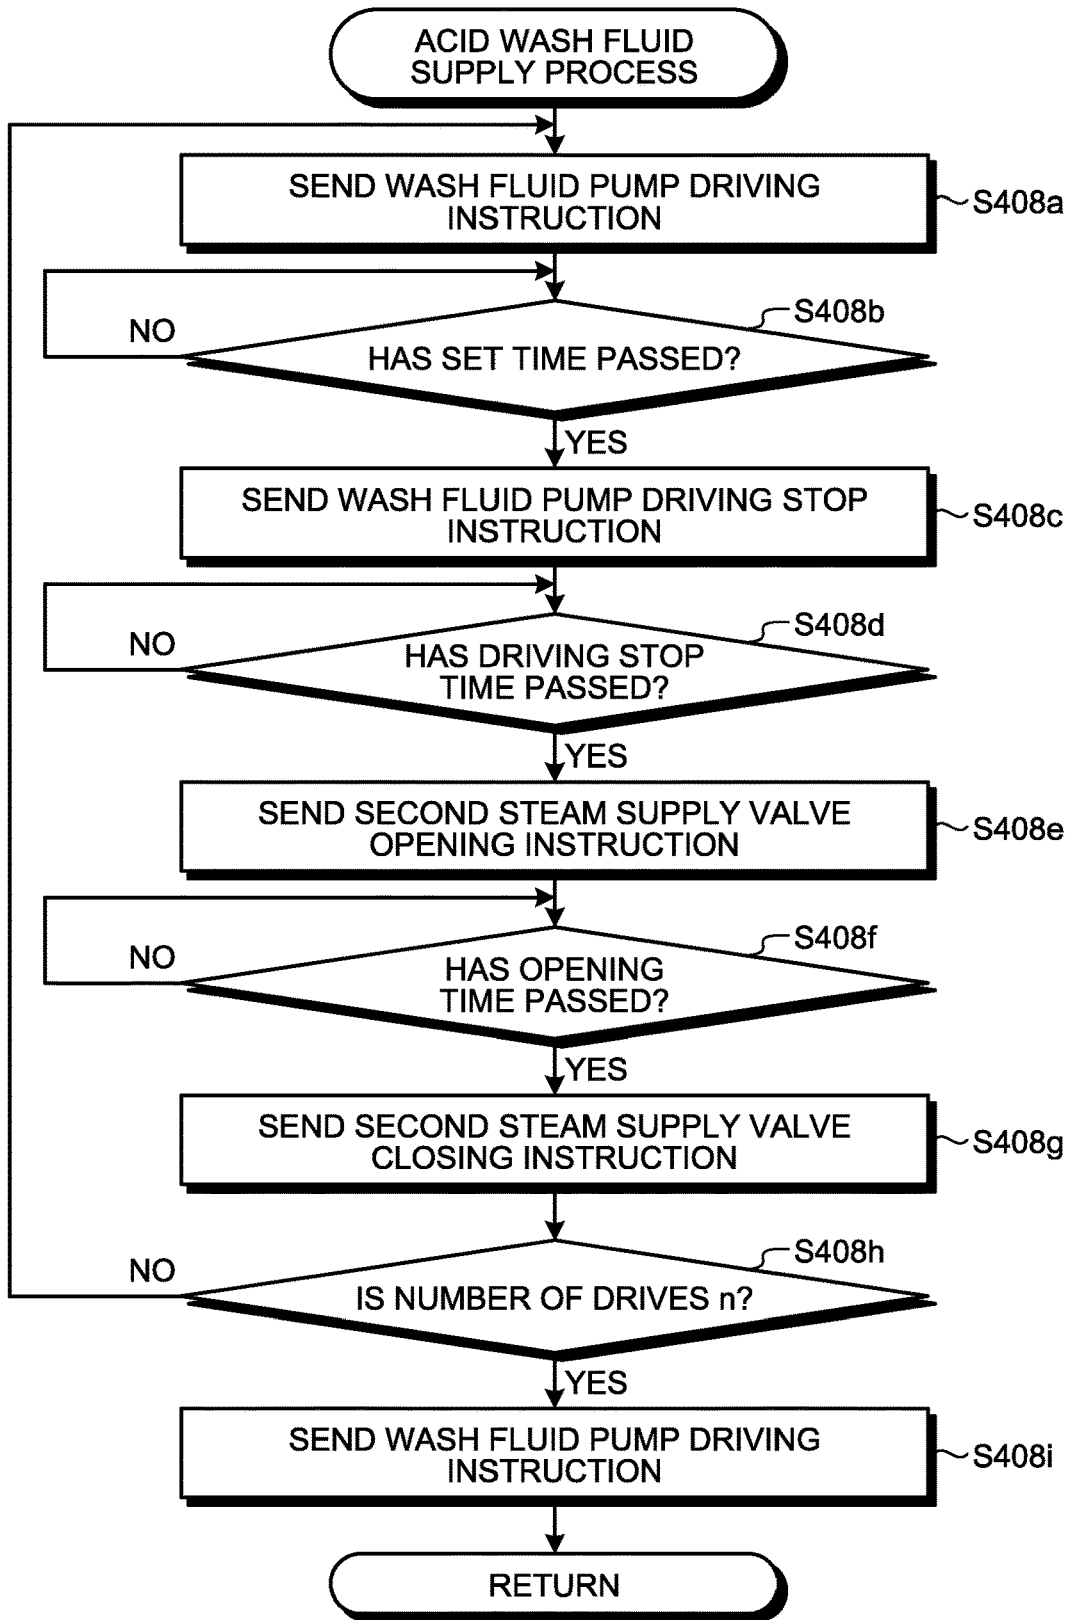 ACID WASH FLUID
SUPPLY PROCESS
SEND WASH FLUID PUMP DRIVING
INSTRUCTION
S408a
S408b
NO
HAS SET TIME PASSED?
YES
SEND WASH FLUID PUMP DRIVING STOP
INSTRUCTION
S408c
S408d
NO
HAS DRIVING STOP
TIME PASSED?
YES
SEND SECOND STEAM SUPPLY VALVE
OPENING INSTRUCTION
S408e
S408f
NO
HAS OPENING
TIME PASSED?
YES
SEND SECOND STEAM SUPPLY VALVE
CLOSING INSTRUCTION
S408g
S408h
NO
IS NUMBER OF DRIVES n?
YES
SEND WASH FLUID PUMP DRIVING
INSTRUCTION
S408i
RETURN